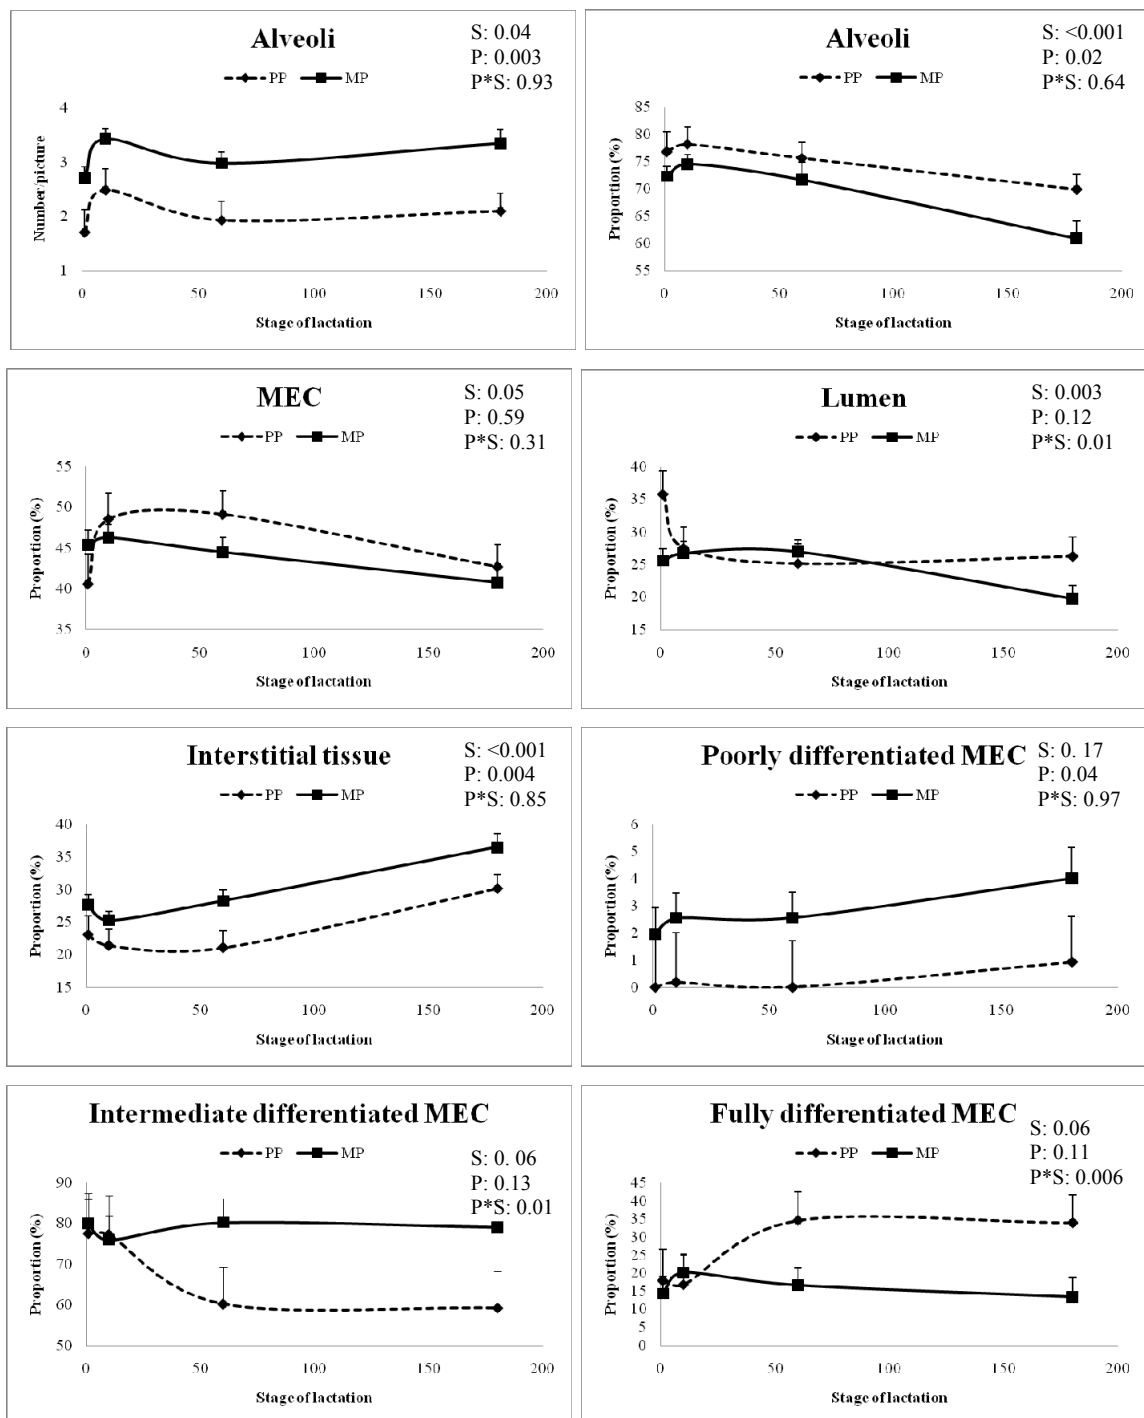 Alveoli
S: 0.04
P: 0.003
P*S: 0.93
PP MP
Number/picture
4
3
2
1
0 50 100 150 200
Stage of lactation
Alveoli
S: <0.001
P: 0.02
P*S: 0.64
PP MP
Proportion (%)
85
80
75
70
65
60
55
0 50 100 150 200
Stage of lactation
MEC
S: 0.05
P: 0.59
P*S: 0.31
PP MP
Proportion (%)
55
50
45
40
35
0 50 100 150 200
Stage of lactation
Lumen
S: 0.003
P: 0.12
P*S: 0.01
PP MP
Proportion (%)
40
35
30
25
20
15
0 50 100 150 200
Stage of lactation
Interstitial tissue
S: <0.001
P: 0.004
P*S: 0.85
PP MP
Proportion (%)
40
35
30
25
20
15
0 50 100 150 200
Stage of lactation
Poorly differentiated MEC
S: 0. 17
P: 0.04
P*S: 0.97
PP MP
Proportion (%)
6
5
4
3
2
1
0
0 50 100 150 200
Stage of lactation
Intermediate differentiated MEC
S: 0. 06
P: 0.13
P*S: 0.01
PP MP
Proportion (%)
90
80
70
60
50
0 50 100 150 200
Stage of lactation
Fully differentiated MEC
S: 0.06
P: 0.11
P*S: 0.006
PP MP
Proportion (%)
45
40
35
30
25
20
15
10
5
0
0 50 100 150 200
Stage of lactation